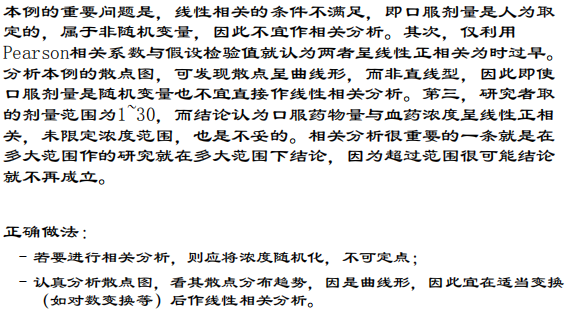 本例的重要问题是，线性相关的条件不满足，即口服剂量是人为取
定的，属于非随机变量，因此不宜作相关分析。其次，仅利用
Pearson相关系数与假设检验值就认为两者呈线性正相关为时过早。
分析本例的散点图，可发现散点呈曲线形，而非直线型，因此即使
口服剂量是随机变量也不宜直接作线性相关分析。第三，研究者取
的剂量范围为1~30，而结论认为口服药物量与血药浓度呈线性正相
关，未限定浓度范围，也是不妥的。相关分析很重要的一条就是在
多大范围作的研究就在多大范围下结论，因为超过范围很可能结论
就不再成立。
正确做法：
– 若要进行相关分析，则应将浓度随机化，不可定点；
– 认真分析散点图，看其散点分布趋势，因是曲线形，因此宜在适当变换
（如对数变换等）后作线性相关分析。